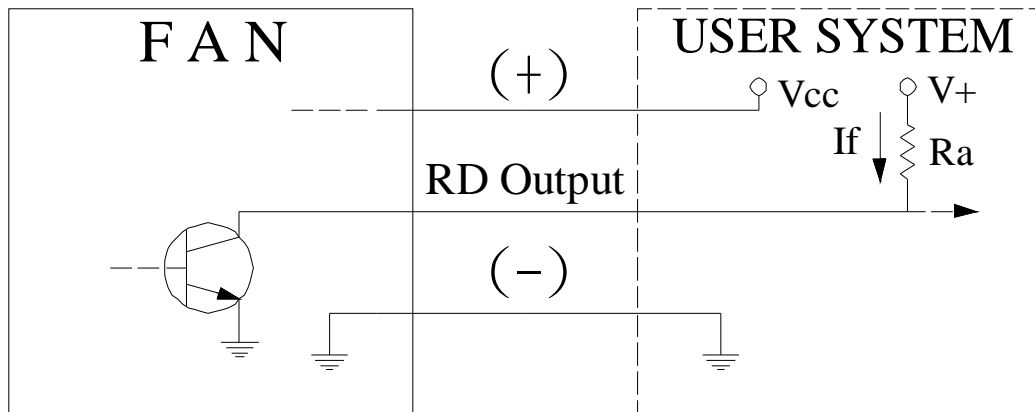 F A N
USER SYSTEM
(+)
Vcc
V+
If
Ra
RD Output
(-)